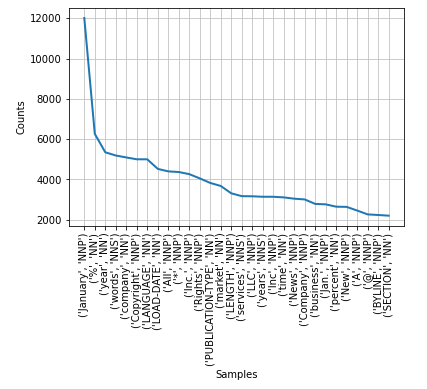 12000
10000
8000
6000
4000
2000
Counts
('January', 'NNP')
('%', 'NN')
('year', 'NN')
('words', 'NNS')
('company', 'NN')
('Copyright', 'NNP')
('LANGUAGE', 'NN')
('LOAD-DATE', 'NN')
('All', 'NNP')
('*', 'NNP')
('Inc.', 'NNP')
('Rights', 'NNP')
('PUBLICATION-TYPE', 'NN')
('market', 'NN')
('LENGTH', 'NNP')
('services', 'NNS')
('LLC', 'NNP')
('years', 'NNS')
('Inc', 'NNP')
('time', 'NN')
('News', 'NNP')
('Company', 'NNP')
('business', 'NN')
('Jan.', 'NNP')
('percent', 'NN')
('New', 'NNP')
('A', 'NNP')
('@', 'NN')
('BYLINE', 'NNP')
('SECTION', 'NN')
Samples